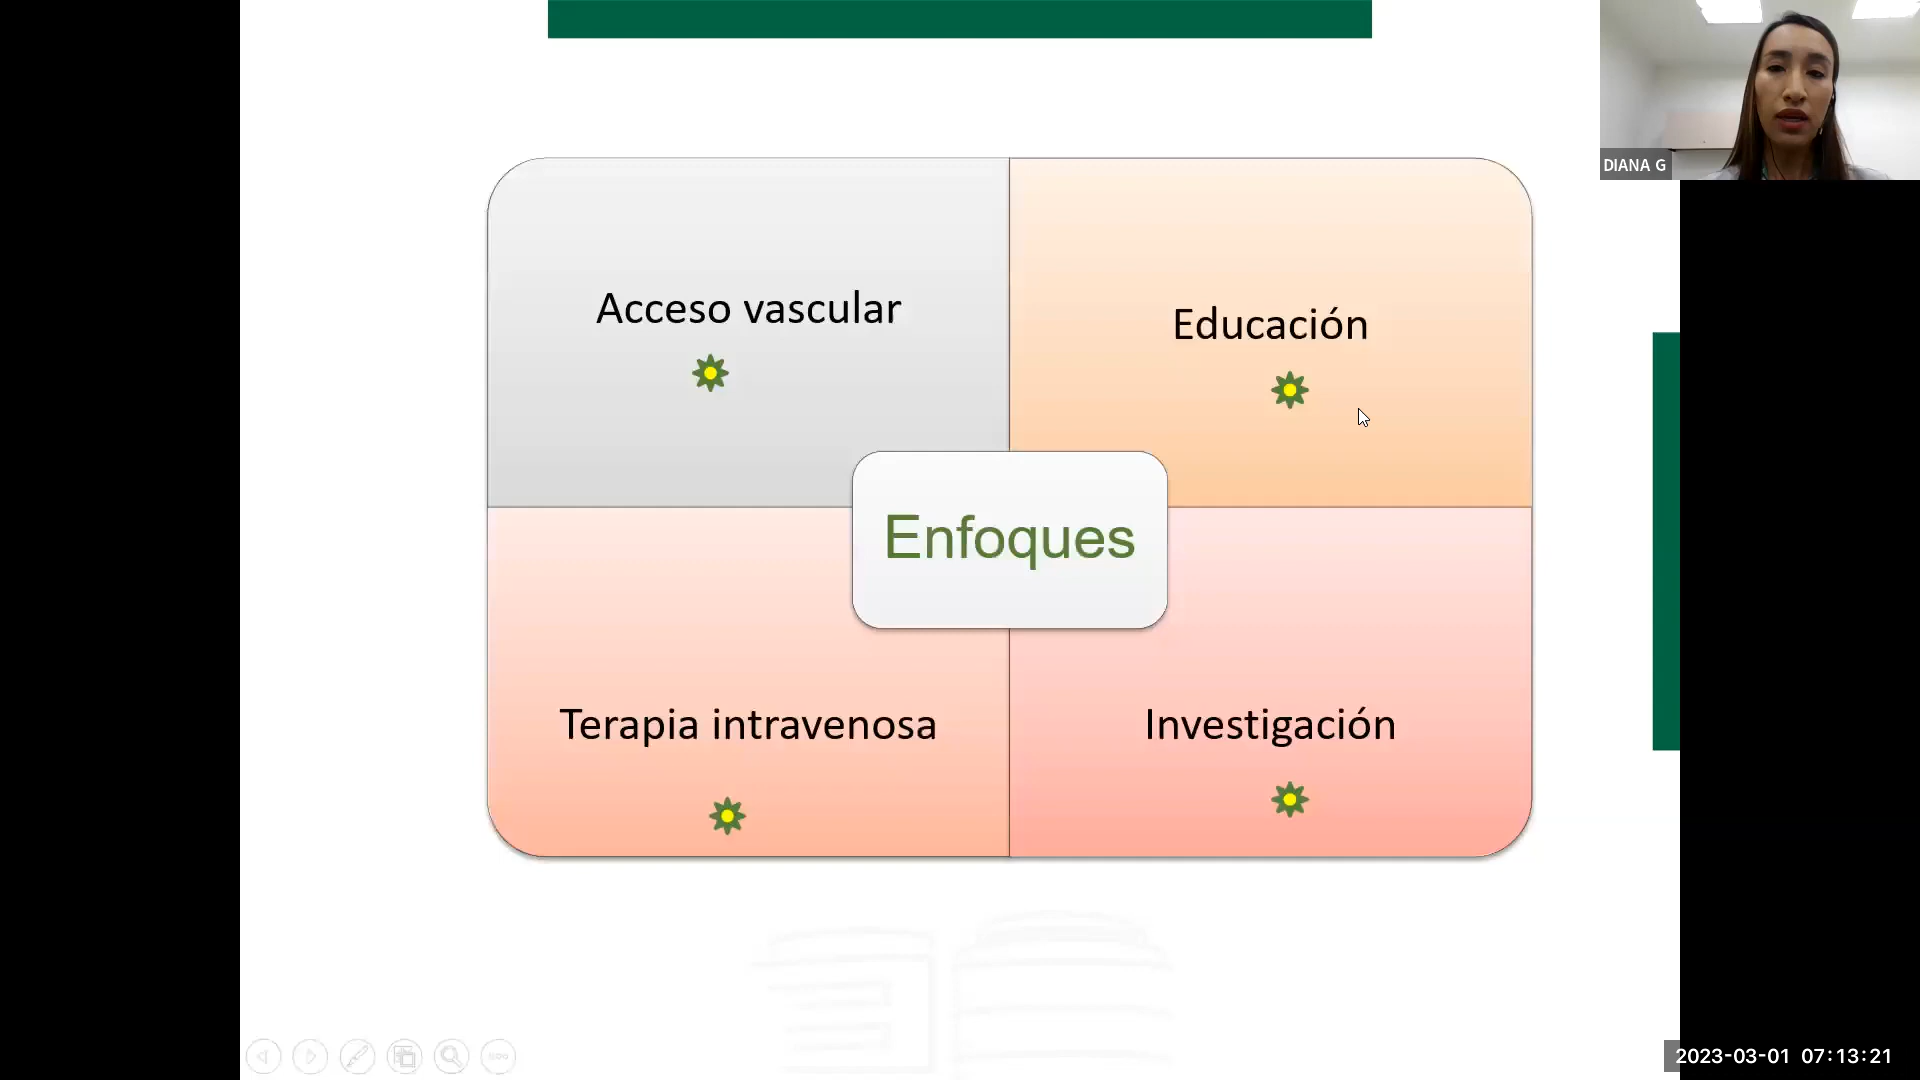 DIANA G
Acceso vascular
Educación
Enfoques
Terapia intravenosa
Investigación
2023-03-01 07:13:21